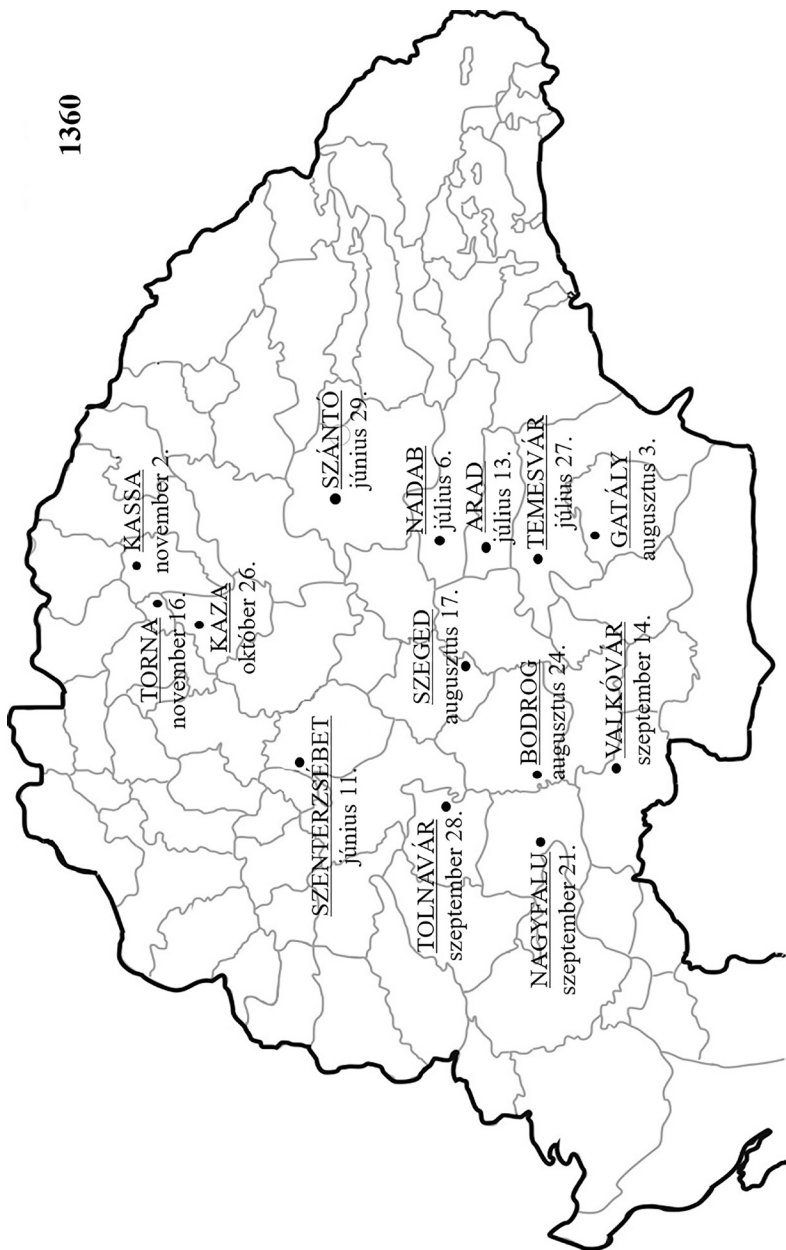 1360
KASSA
november 2.
TORNA
november 16.
KAZA
október 26.
SZÁNTÓ
június 29.
SZENTERZSÉBET
június 11.
NADAB
július 6.
ARAD
július 13.
SZEGED
augusztus 17.
TOLNAVÁR
szeptember 28.
TEMESVÁR
július 27.
BODROG
augusztus 24.
NAGYFALU
szeptember 21.
GATÁLY
augusztus 3.
VALKÓVÁR
szeptember 14.